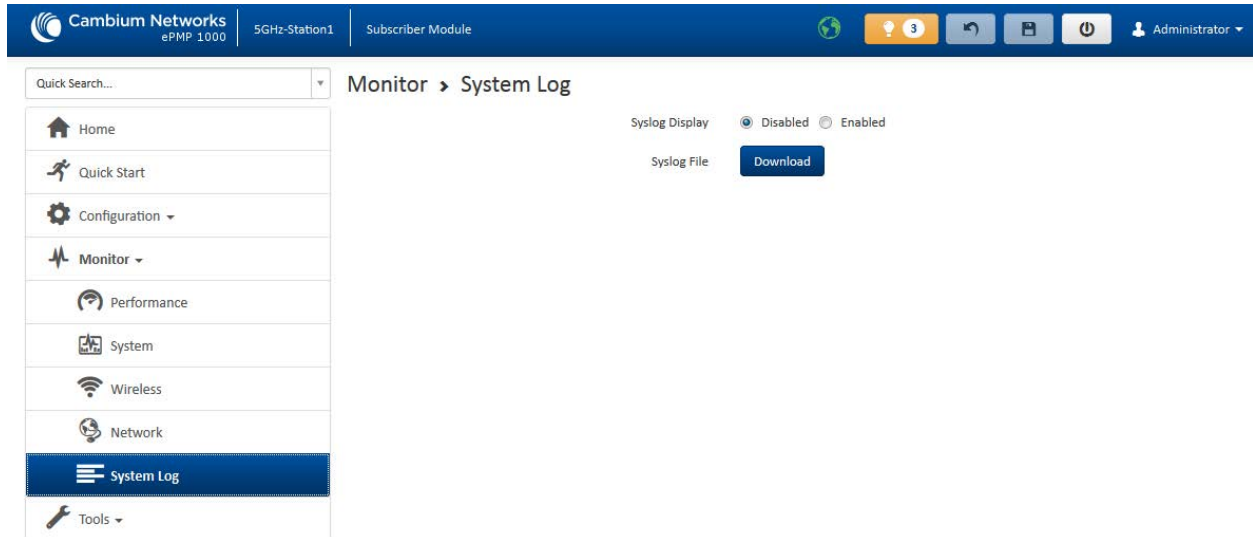 Cambium Networks
ePMP 1000
5GHz-Station1
Subscriber Module
3
Administrator
Quick Search...
Monitor > System Log
Home
Quick Start
Configuration
Monitor
Performance
System
Wireless
Network
System Log
Tools
Syslog Display
Disabled Enabled
Syslog File
Download